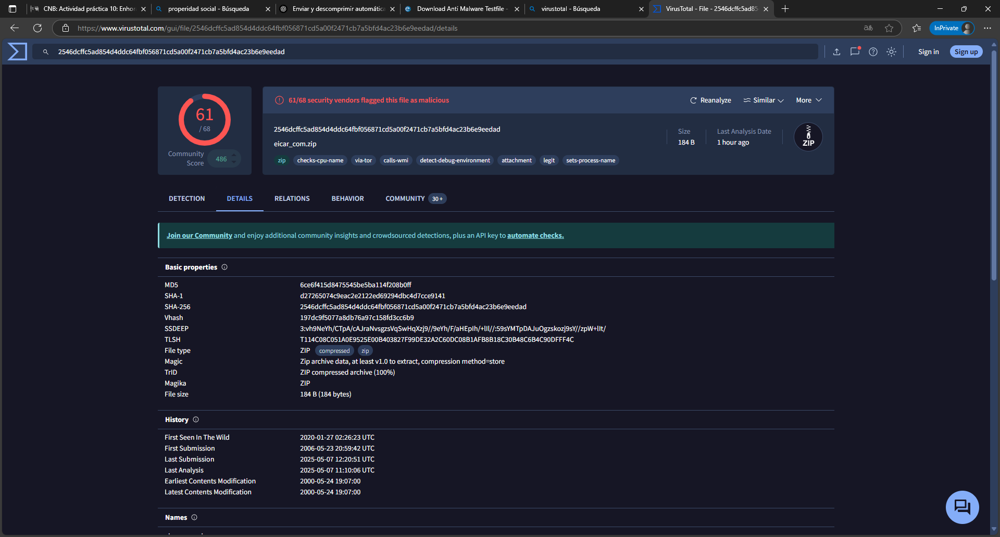 CNB: Actividad práctica 10: Enhora
properidad social - Búsqueda
Enviar y descomprimir automática
Download Anti Malware Testfile -
virustotal - Búsqueda
VirusTotal - File - 2546dcffc5ad85
https://www.virustotal.com/gui/file/2546dcffc5ad854d4ddc64fbf056871cd5a00f2471cb7a5bfd4ac23b6e9eedad/details
InPrivate
2546dcffc5ad854d4ddc64fbf056871cd5a00f2471cb7a5bfd4ac23b6e9eedad
Sign in
Sign up
61
/ 68
Community Score
486
61/68 security vendors flagged this file as malicious
Reanalyze
Similar
More
2546dcffc5ad854d4ddc64fbf056871cd5a00f2471cb7a5bfd4ac23b6e9eedad
eicar_com.zip
zip checks-cpu-name via-tor calls-wmi detect-debug-environment attachment legit sets-process-name
Size
184 B
Last Analysis Date
1 hour ago
ZIP
DETECTION DETAILS RELATIONS BEHAVIOR COMMUNITY 30+
Join our Community and enjoy additional community insights and crowdsourced detections, plus an API key to automate checks.
Basic properties
MD5 6ce6f415d8475545be5ba114f208b0ff
SHA-1 d27265074c9eac2e2122ed69294dbc4d7cce9141
SHA-256 2546dcffc5ad854d4ddc64fbf056871cd5a00f2471cb7a5bfd4ac23b6e9eedad
Vhash 197dc9f5077a8db76a97c158fd3cc6b9
SSDEEP 3:vh9NeYh/CTpA/cAJraNvsgzsVqSwHqXzj9//9eYh/F/aHEpIh/+lIl//:59sYMTpDAJuOgzskozj9sY//zpW+lIt/
TLSH T114C08C051A0E9525E00B403827F99DE32A2C60DC08B1AFB8B18C30B48C6B4C90DFFF4C
File type ZIP compressed zip
Magic Zip archive data, at least v1.0 to extract, compression method=store
TrID ZIP compressed archive (100%)
Magika ZIP
File size 184 B (184 bytes)
History
First Seen In The Wild 2020-01-27 02:26:23 UTC
First Submission 2006-05-23 20:59:42 UTC
Last Submission 2025-05-07 12:20:51 UTC
Last Analysis 2025-05-07 11:10:06 UTC
Earliest Contents Modification 2000-05-24 19:07:00
Latest Contents Modification 2000-05-24 19:07:00
Names